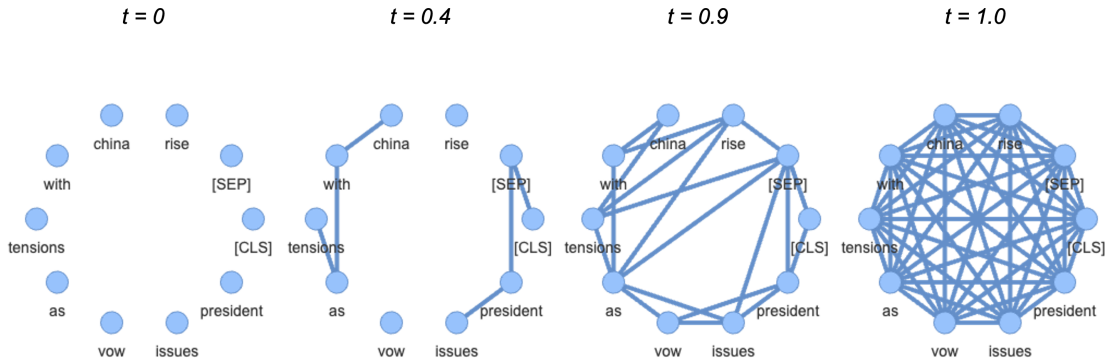 t = 0 t = 0.4 t = 0.9 t = 1.0
china rise china rise china rise china rise
with [SEP] with [SEP] with [SEP] with [SEP]
tensions [CLS] tensions [CLS] tensions [CLS] tensions [CLS]
as president as president as president as president
vow issues vow issues vow issues vow issues